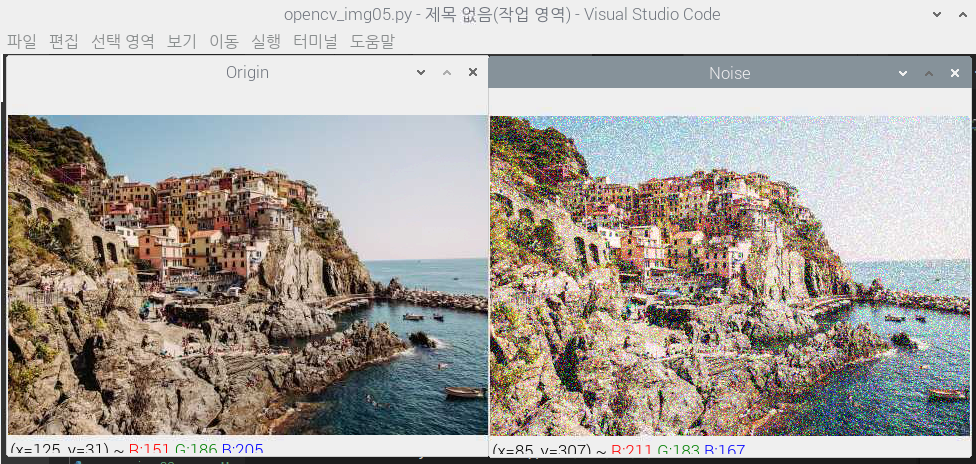 opencv_img05.py - 제목 없음(작업 영역) - Visual Studio Code
파일 편집 선택 영역 보기 이동 실행 터미널 도움말
Origin
Noise
(x=125, y=31) ~ R:151 G:186 B:205
(x=85, y=307) ~ R:211 G:183 B:167